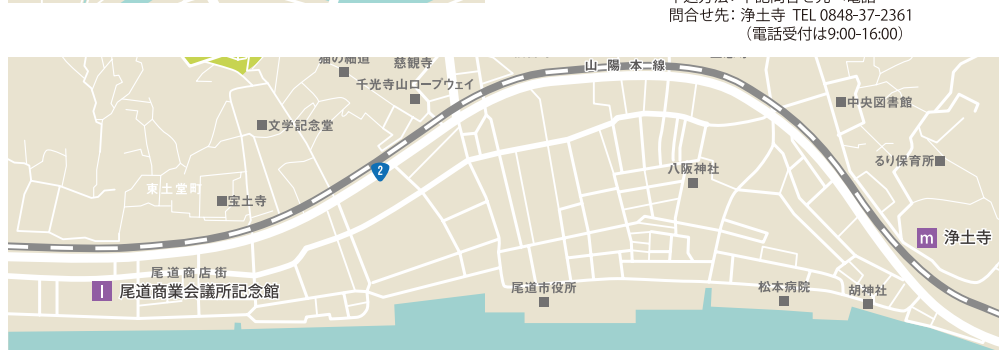 問合せ先：浄土寺 TEL 0848-37-2361
（電話受付は9:00-16:00）
山陽本線
猫の細道
慈観寺
千光寺山ロープウェイ
中央図書館
文学記念堂
るり保育所
八阪神社
2
東土堂町
宝土寺
m 浄土寺
尾道商店街
l 尾道商業会議所記念館
尾道市役所
松本病院
胡神社